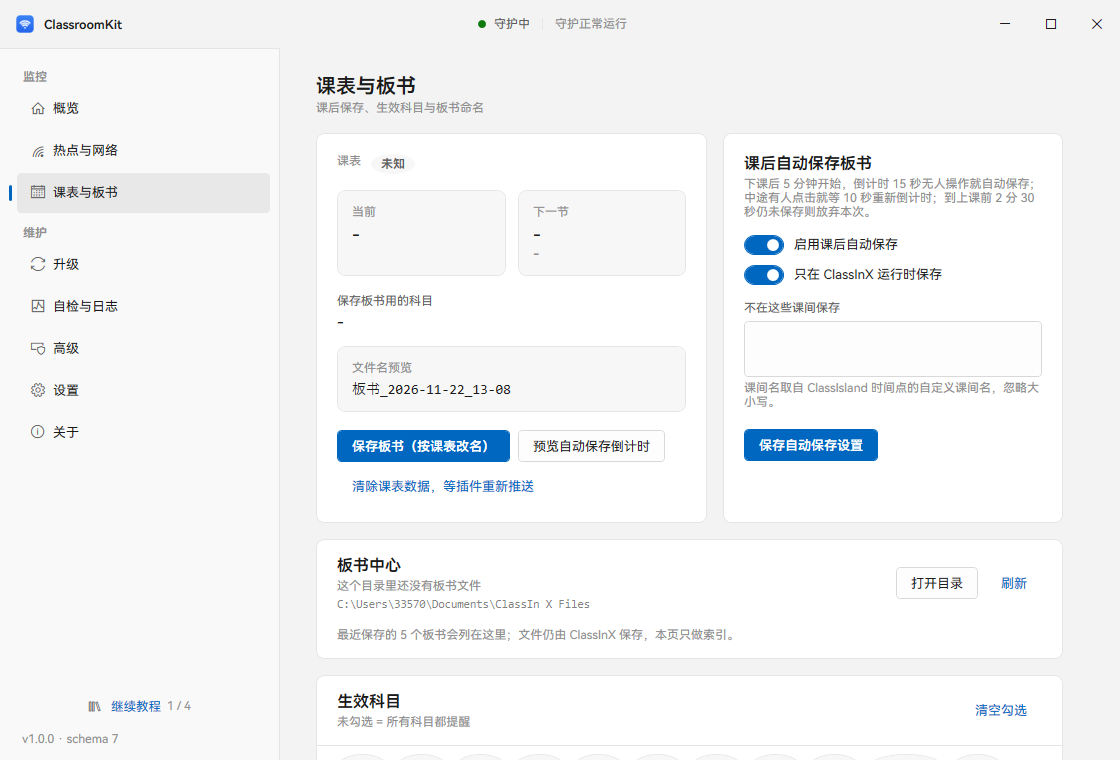 ClassroomKit
守护中
守护正常运行
监控
概览
热点与网络
课表与板书
维护
升级
自检与日志
高级
设置
关于
继续教程 1 / 4
v1.0.0 · schema 7
课表与板书
课后保存、生效科目与板书命名
课表 未知
当前
-
下一节
-
-
保存板书用的科目
-
文件名预览
板书_2026-11-22_13-08
保存板书（按课表改名）
预览自动保存倒计时
清除课表数据，等插件重新推送
课后自动保存板书
下课后 5 分钟开始，倒计时 15 秒无人操作就自动保存；
中途有人点击就等 10 秒重新倒计时；到上课前 2 分 30
秒仍未保存则放弃本次。
启用课后自动保存
只在 ClassInX 运行时保存
不在这些课间保存
课间名取自 ClassIsland 时间点的自定义课间名，忽略大
小写。
保存自动保存设置
板书中心
这个目录里还没有板书文件
C:\Users\33570\Documents\ClassIn X Files
最近保存的 5 个板书会列在这里；文件仍由 ClassInX 保存，本页只做索引。
打开目录
刷新
生效科目
未勾选 = 所有科目都提醒
清空勾选